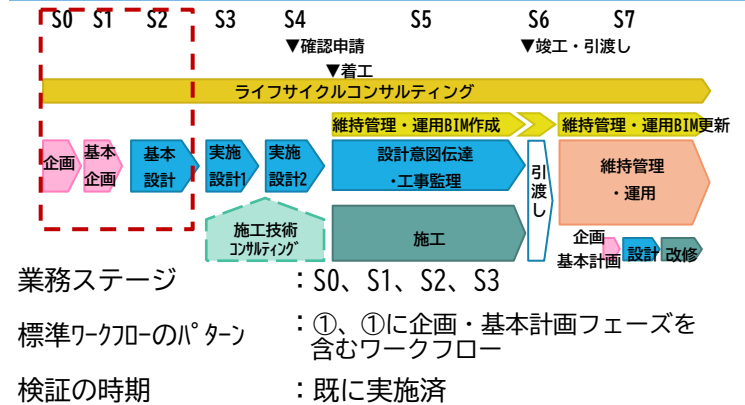 S0 S1 S2 S3 S4 S5 S6 S7
▼確認申請 ▼竣工・引渡し
▼着工
ライフサイクルコンサルティング
維持管理・運用BIM作成 維持管理・運用BIM更新
企画
基本
企画
基本
設計
実施
設計1
実施
設計2
設計意図伝達
・工事監理
引渡し
維持管理
・運用
施工技術
コンサルティング
施工
企画
基本計画
設計
改修
業務ステージ :S0、S1、S2、S3
標準ワークフローのパターン :①、①に企画・基本計画フェーズを
含むワークフロー
検証の時期 :既に実施済